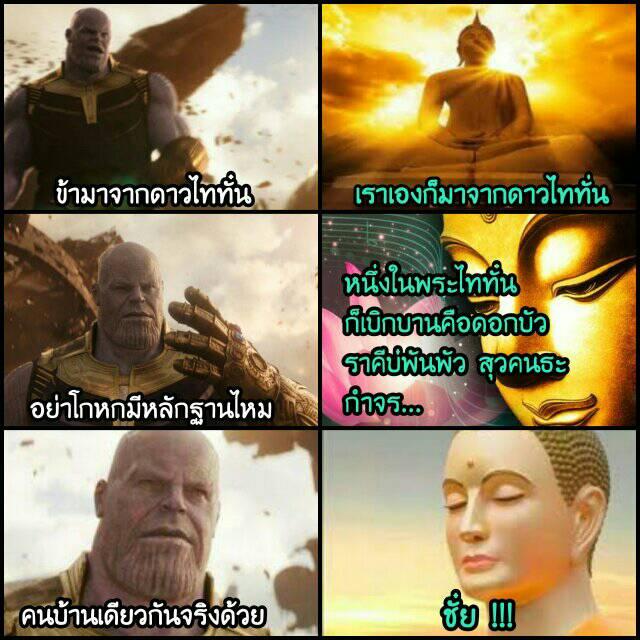 ข้ามาจากดาวไททั่น
เราเองก็มาจากดาวไททั่น
อย่าโกหกมีหลักฐานไหม
หนึ่งในพระไททั่น
ก็เบิกบานคือดอกบัว
ราคีบ่พันพัว สุวคนธะ
กำจร...
คนบ้านเดียวกันจริงด้วย
ชั่ย !!!